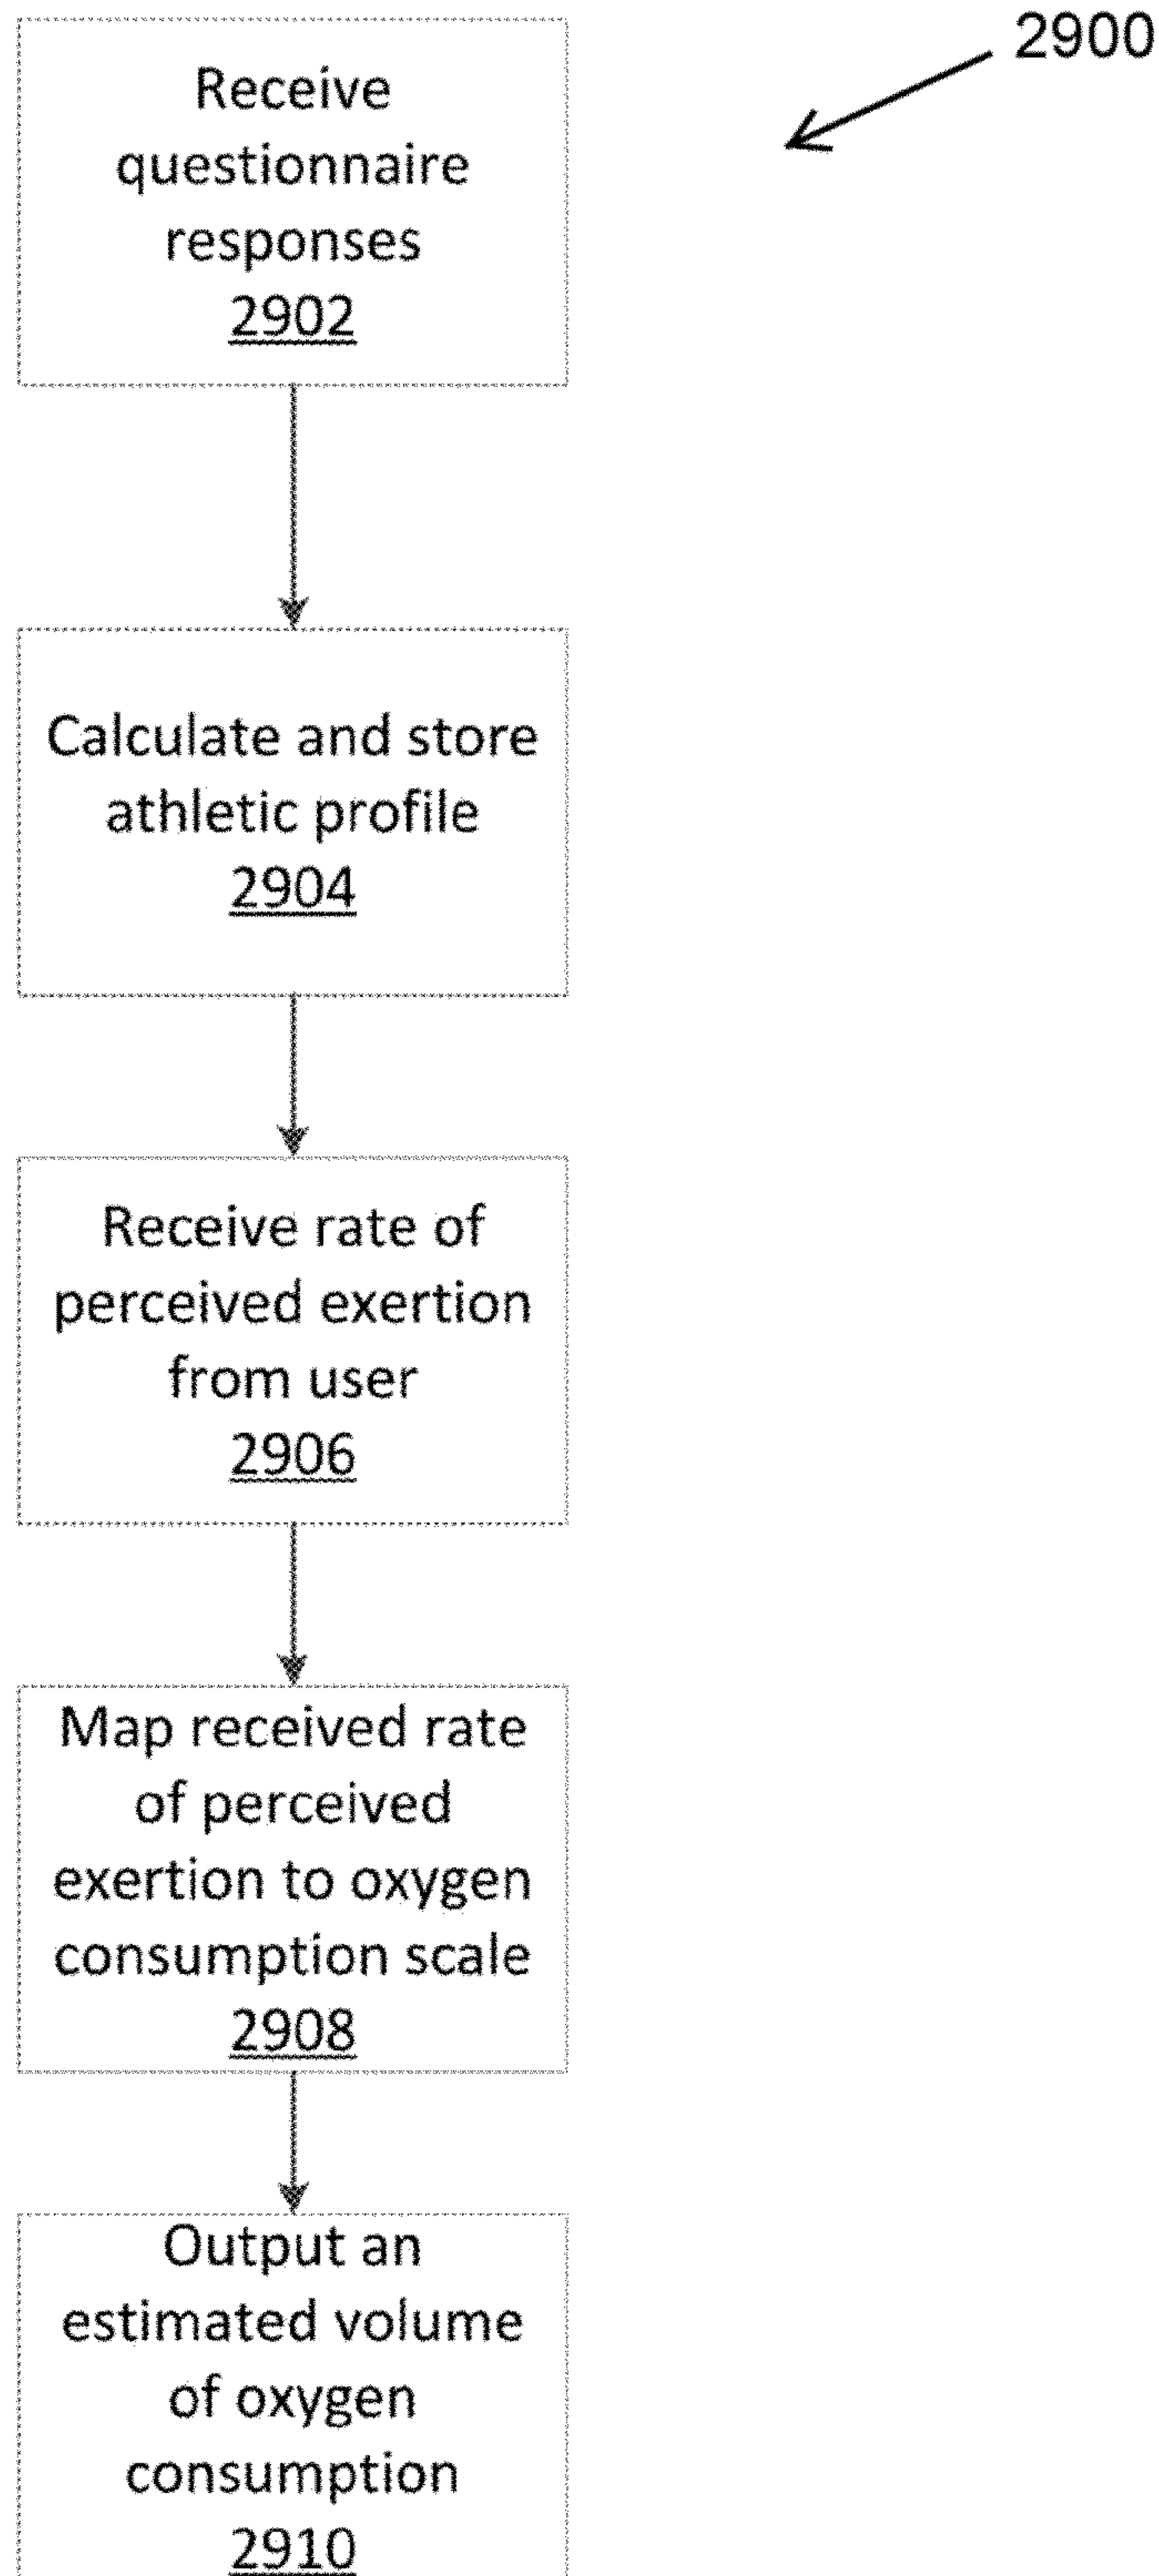 2900
Receive
questionnaire
responses
2902
Calculate and store
athletic profile
2904
Receive rate of
perceived exertion
from user
2906
Map received rate
of perceived
exertion to oxygen
consumption scale
2908
Output an
estimated volume
of oxygen
consumption
2910